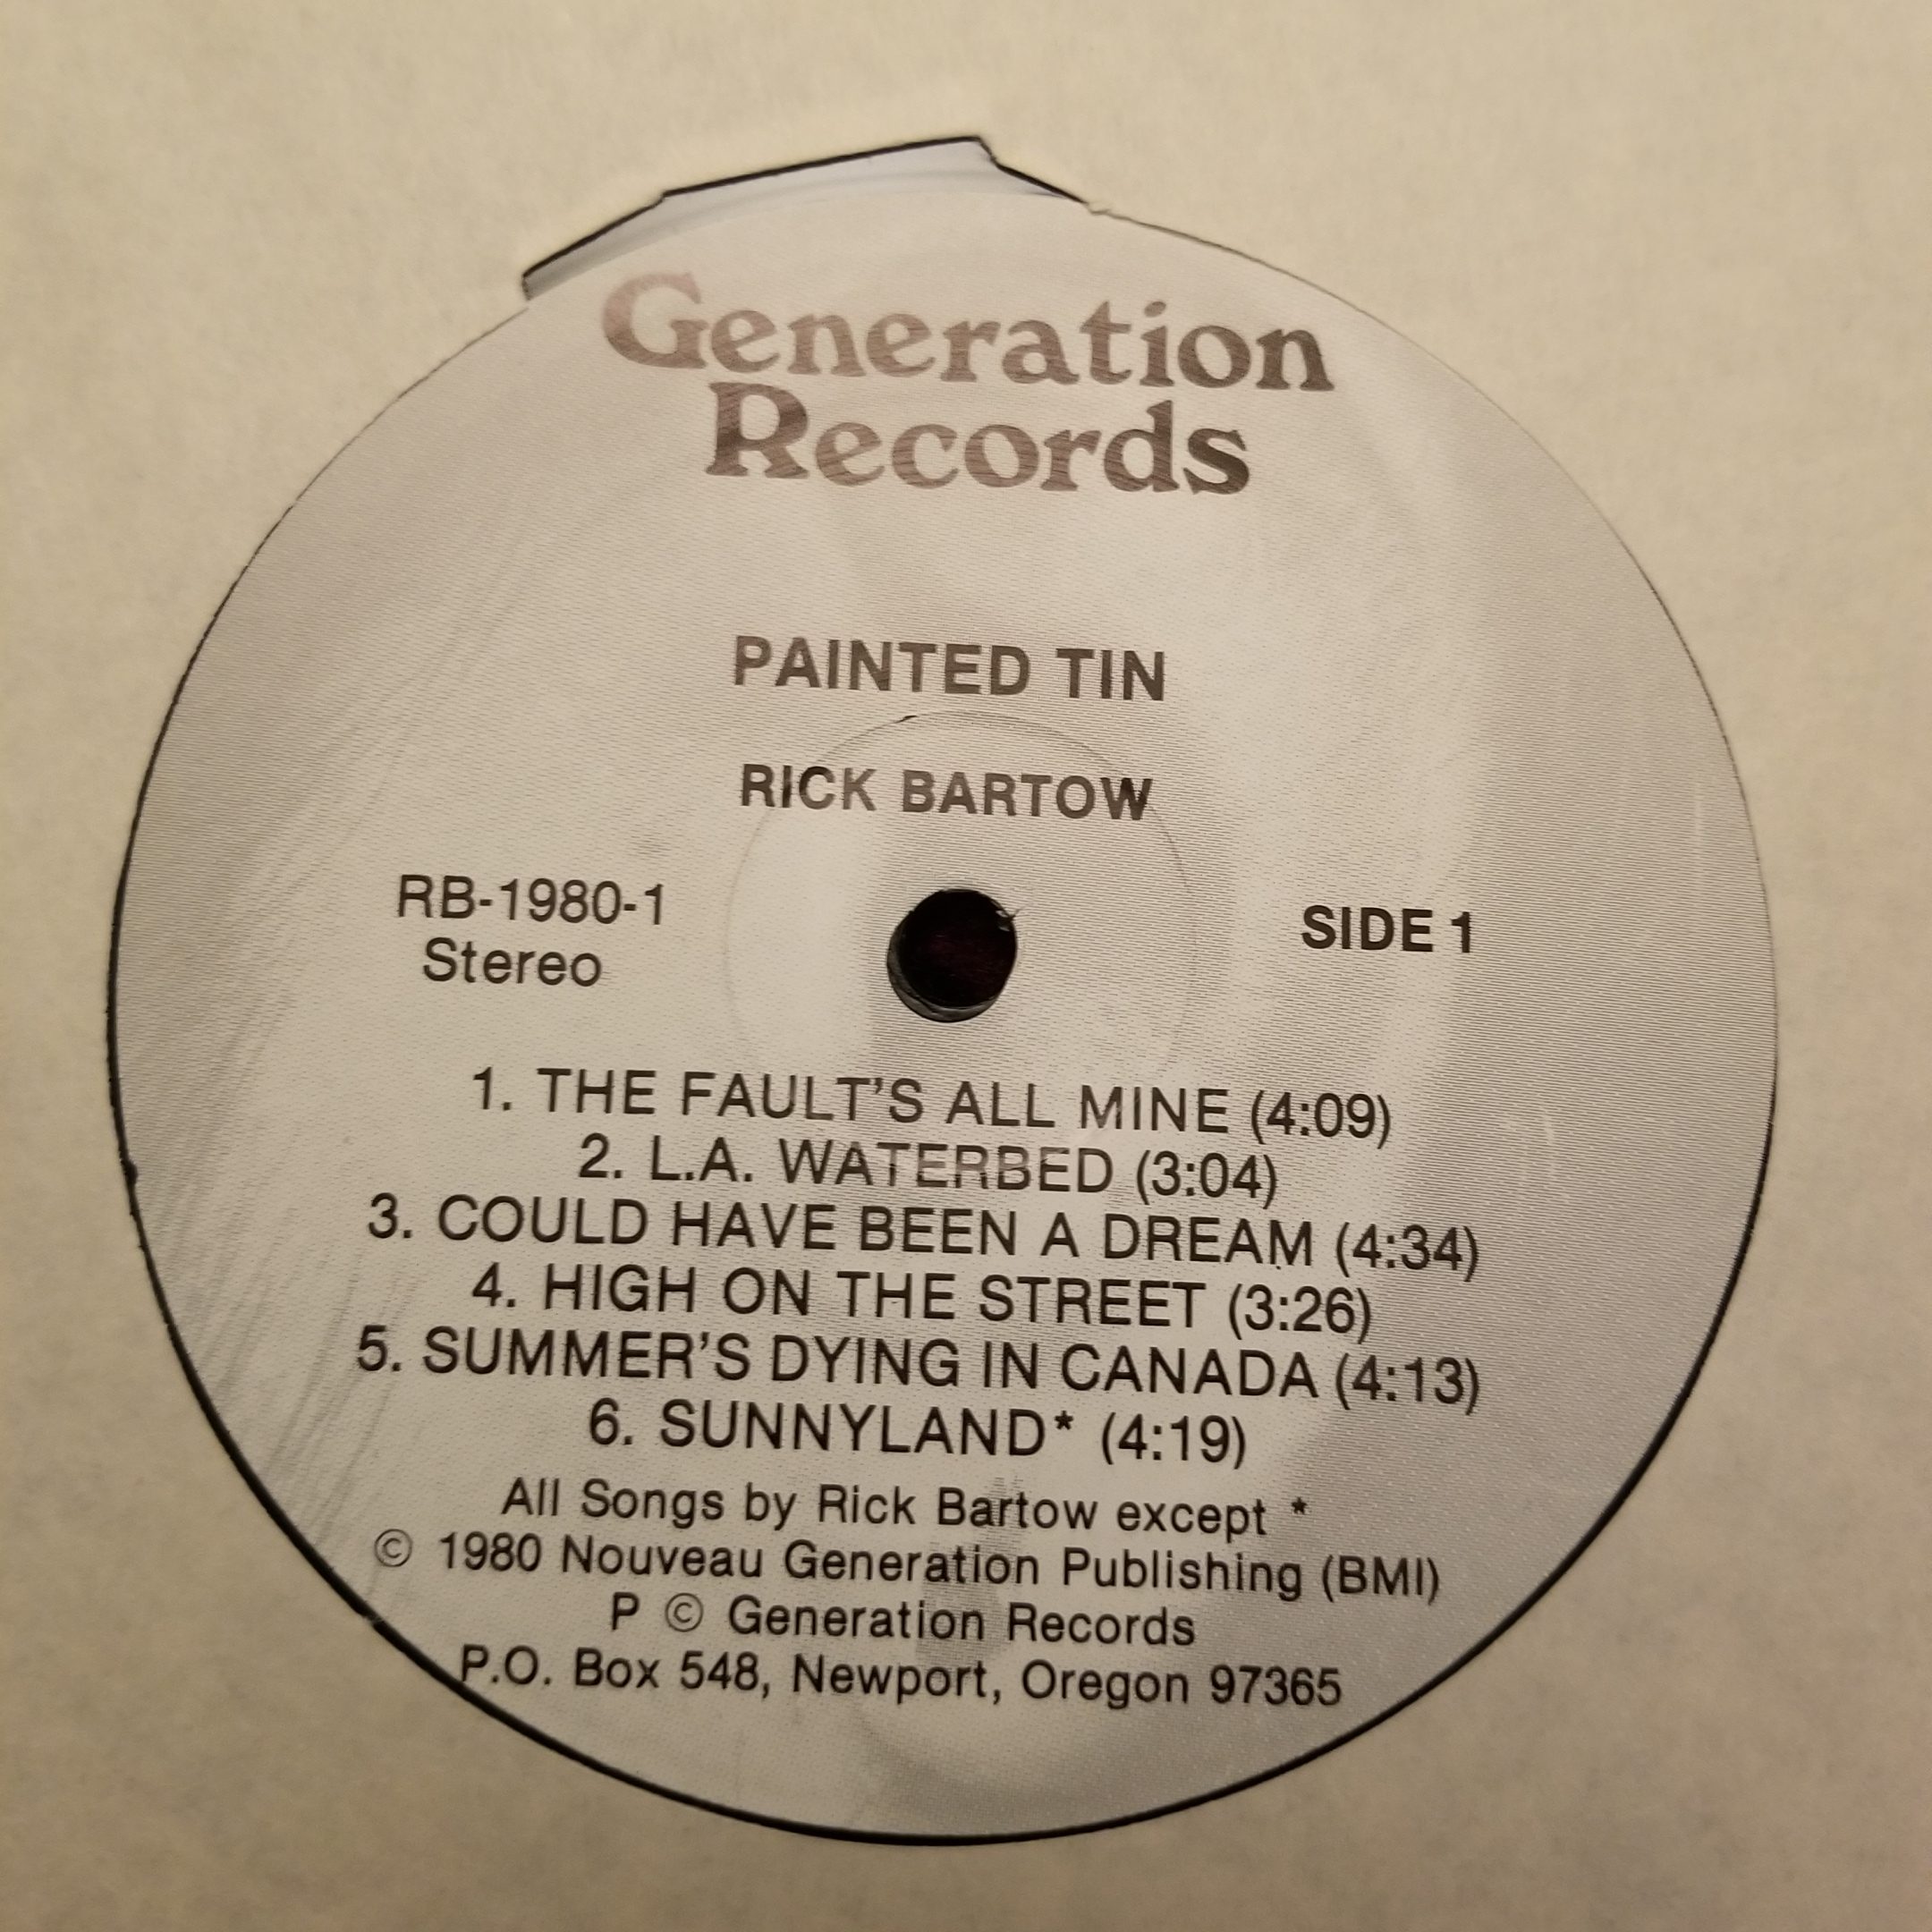 Generation
Records
PAINTED TIN
RICK BARTOW
RB-1980-1
Stereo
SIDE 1
1. THE FAULT'S ALL MINE (4:09)
2. L.A. WATERBED (3:04)
3. COULD HAVE BEEN A DREAM (4:34)
4. HIGH ON THE STREET (3:26)
5. SUMMER'S DYING IN CANADA (4:13)
6. SUNNYLAND* (4:19)
All Songs by Rick Bartow except *
© 1980 Nouveau Generation Publishing (BMI)
P © Generation Records
P.O. Box 548, Newport, Oregon 97365